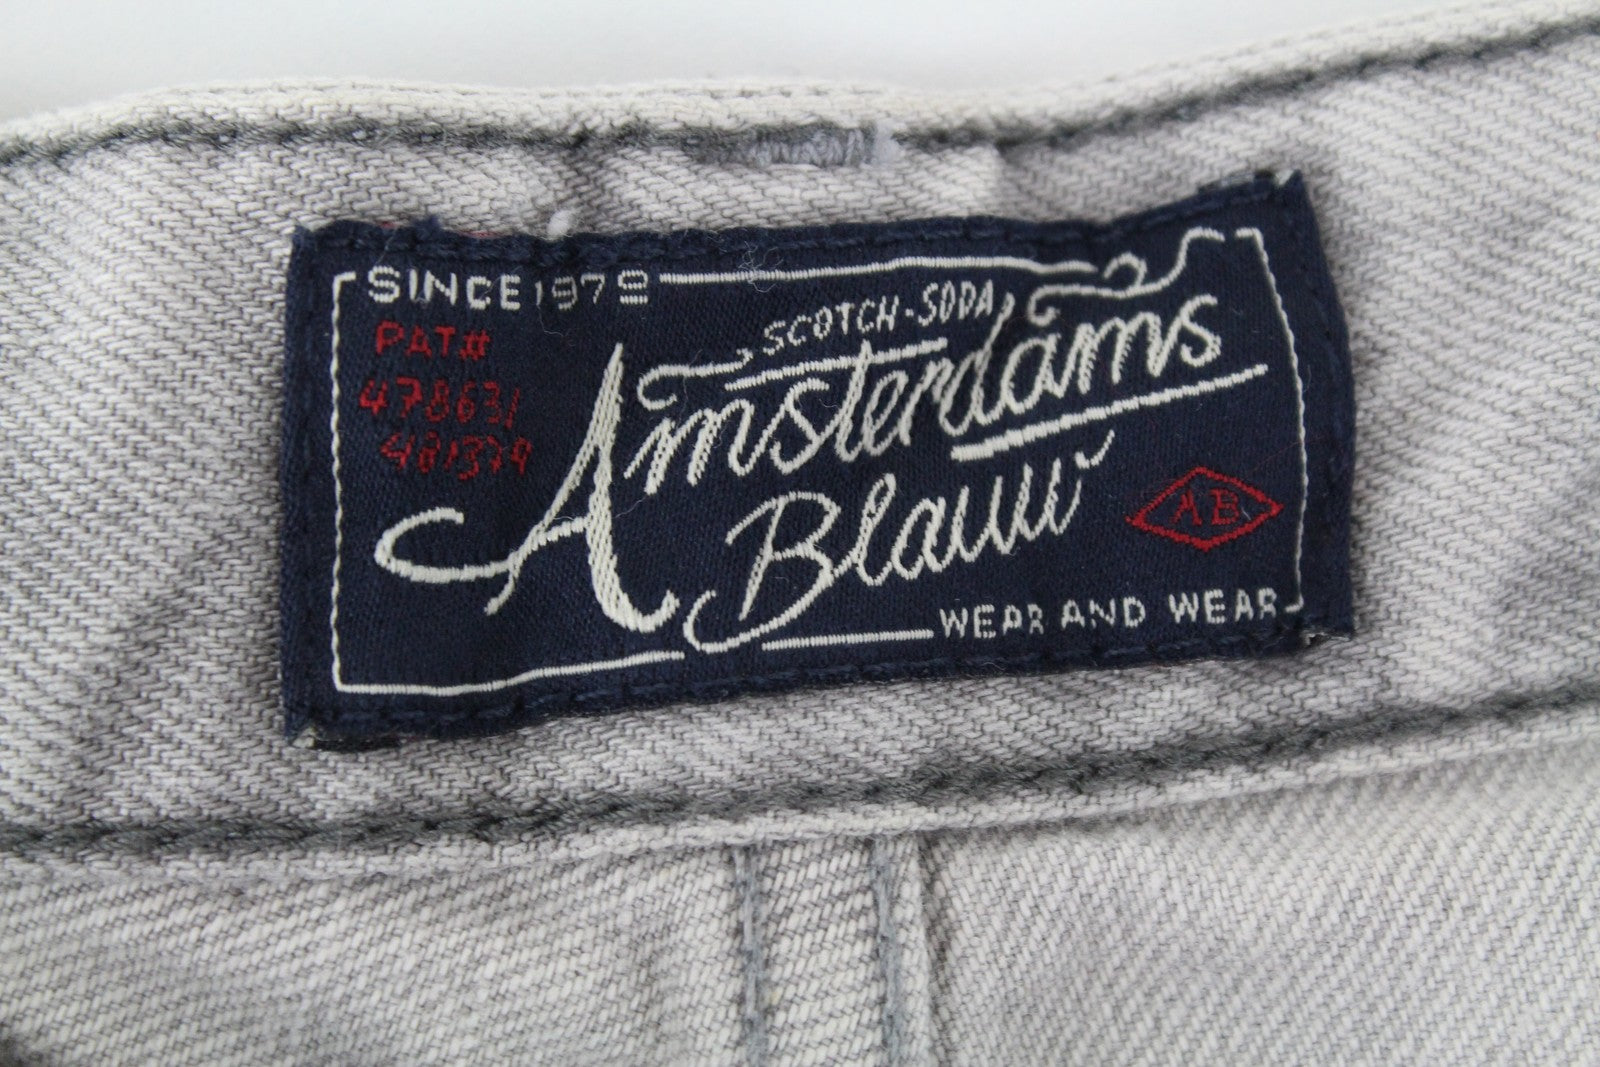 SINCE 1979
PAT#
478631
481379
SCOTCH-SODA
Amsterdams
Blauw
AB
WEAR AND WEAR